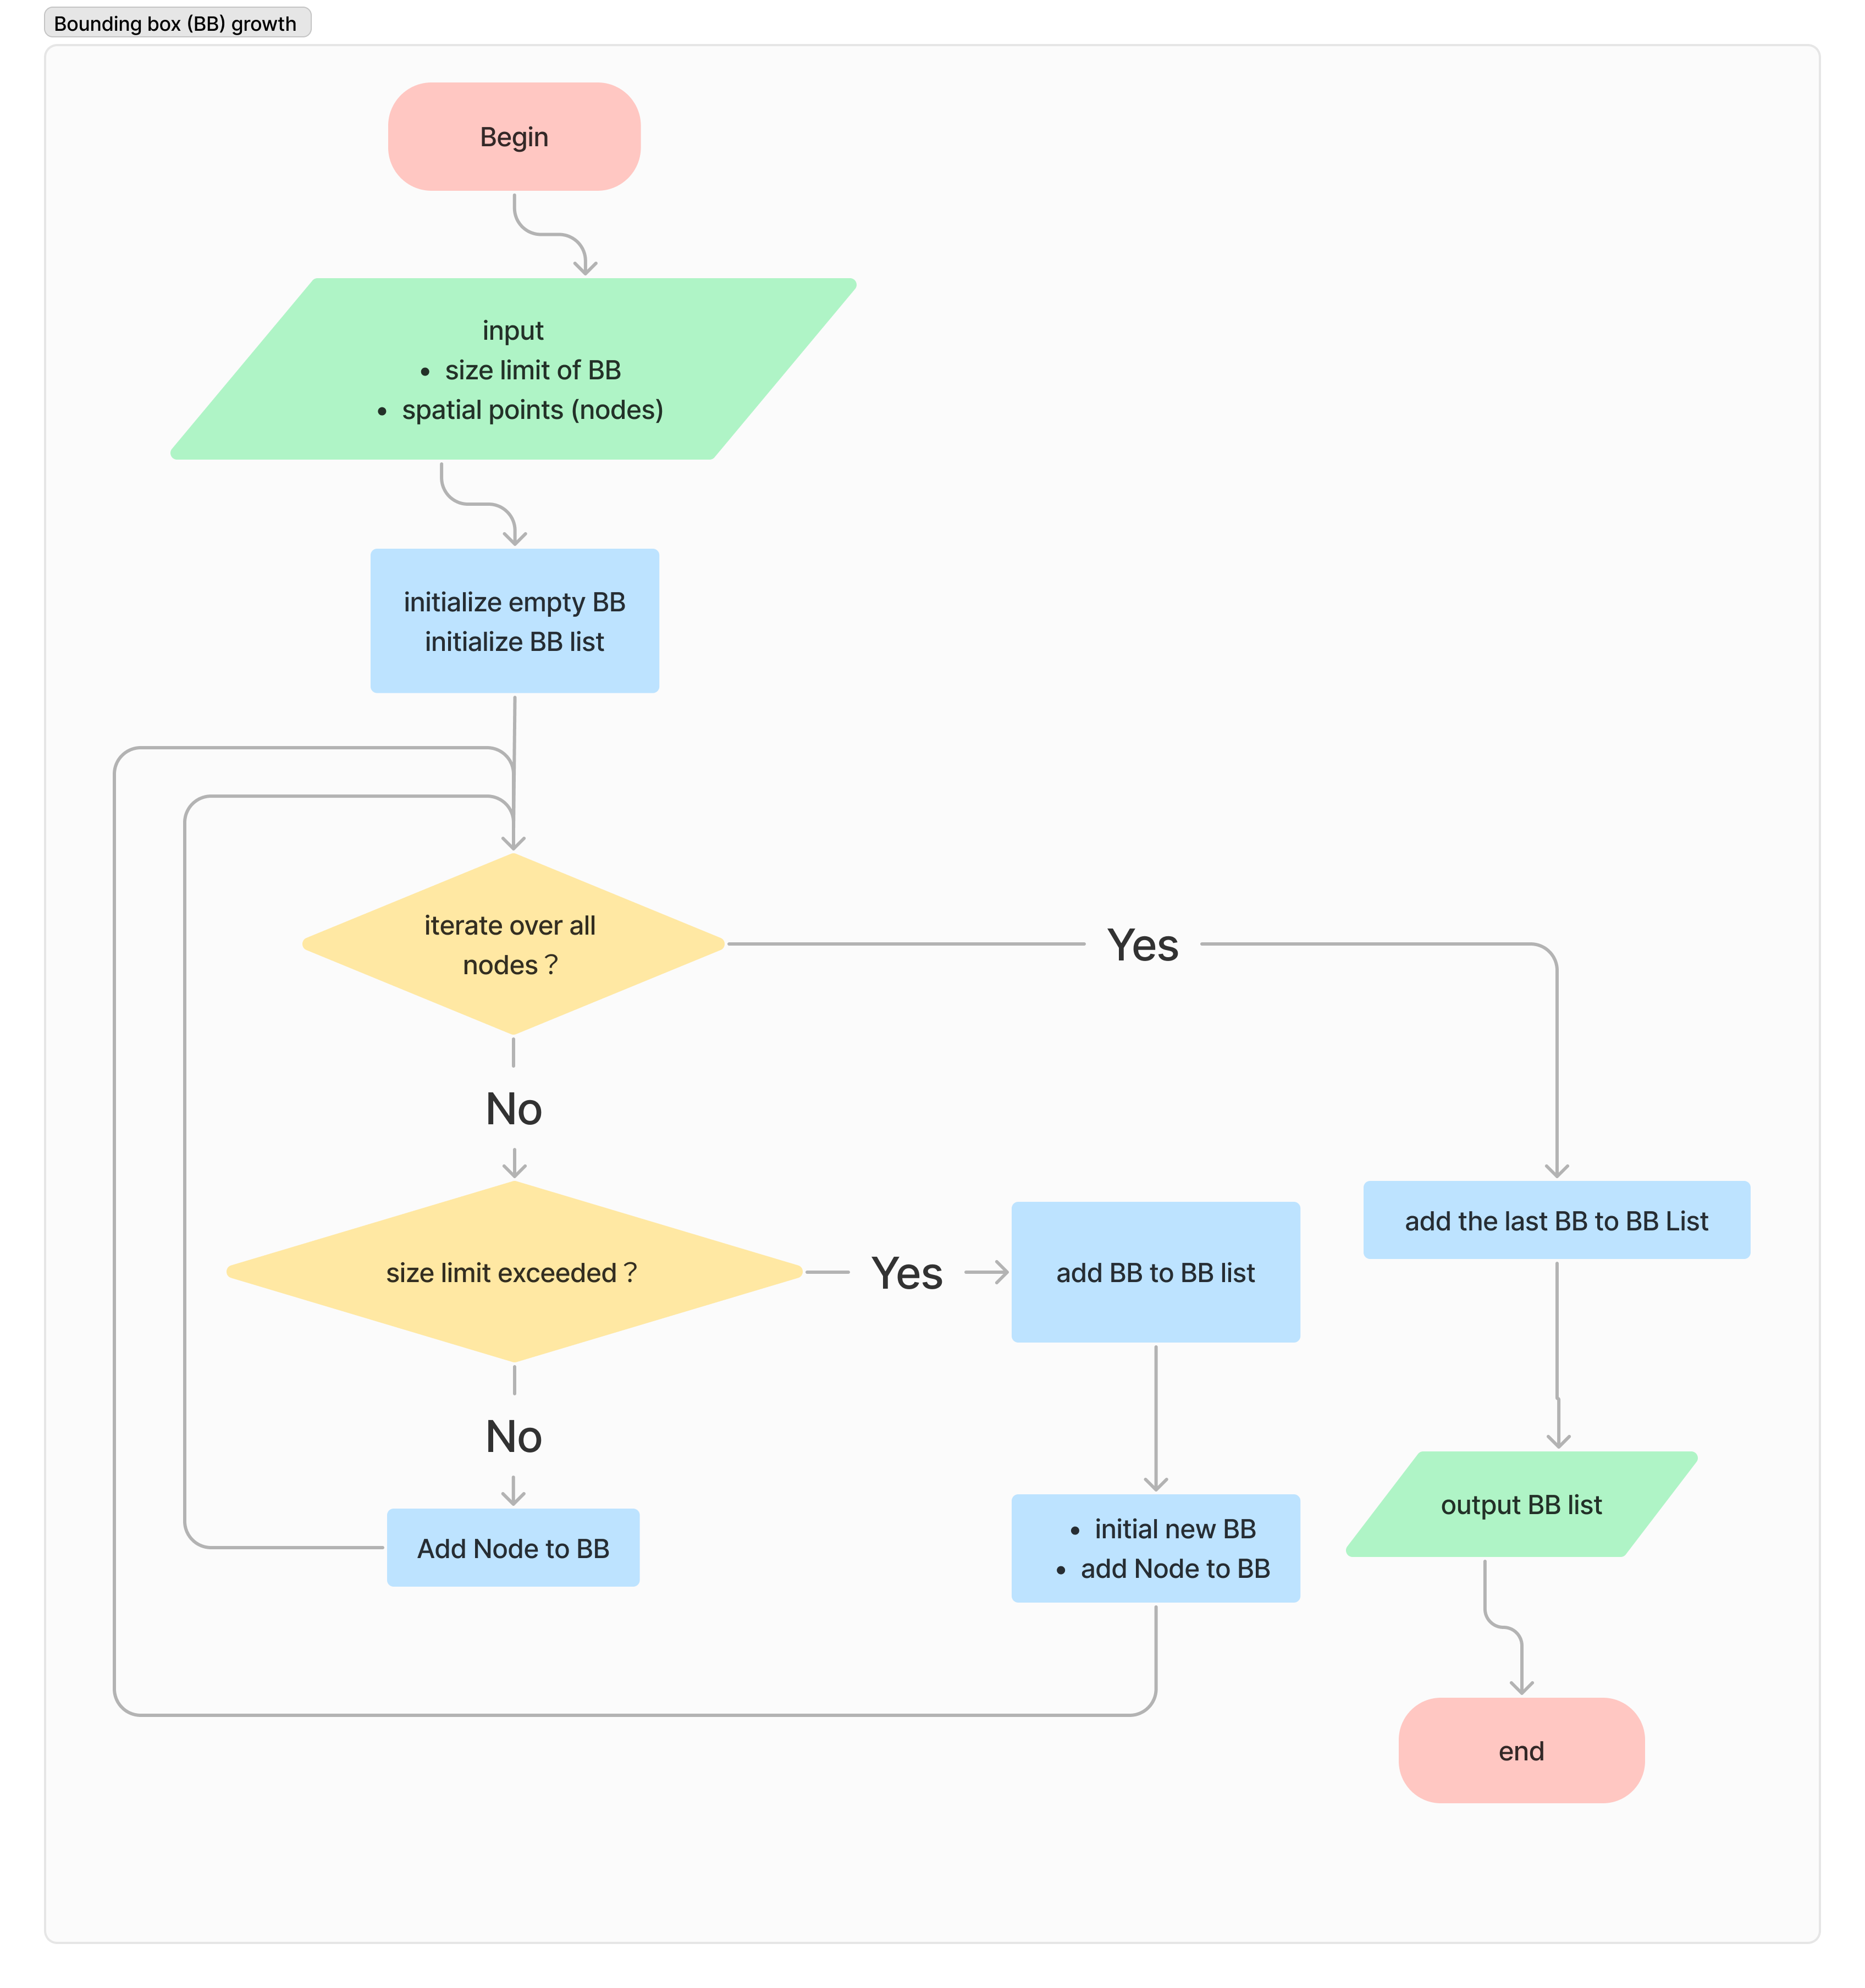 Bounding box (BB) growth
Begin
input
• size limit of BB
• spatial points (nodes)
initialize empty BB
initialize BB list
iterate over all
nodes？
Yes
No
size limit exceeded？
Yes
add BB to BB list
add the last BB to BB List
No
Add Node to BB
• initial new BB
• add Node to BB
output BB list
end